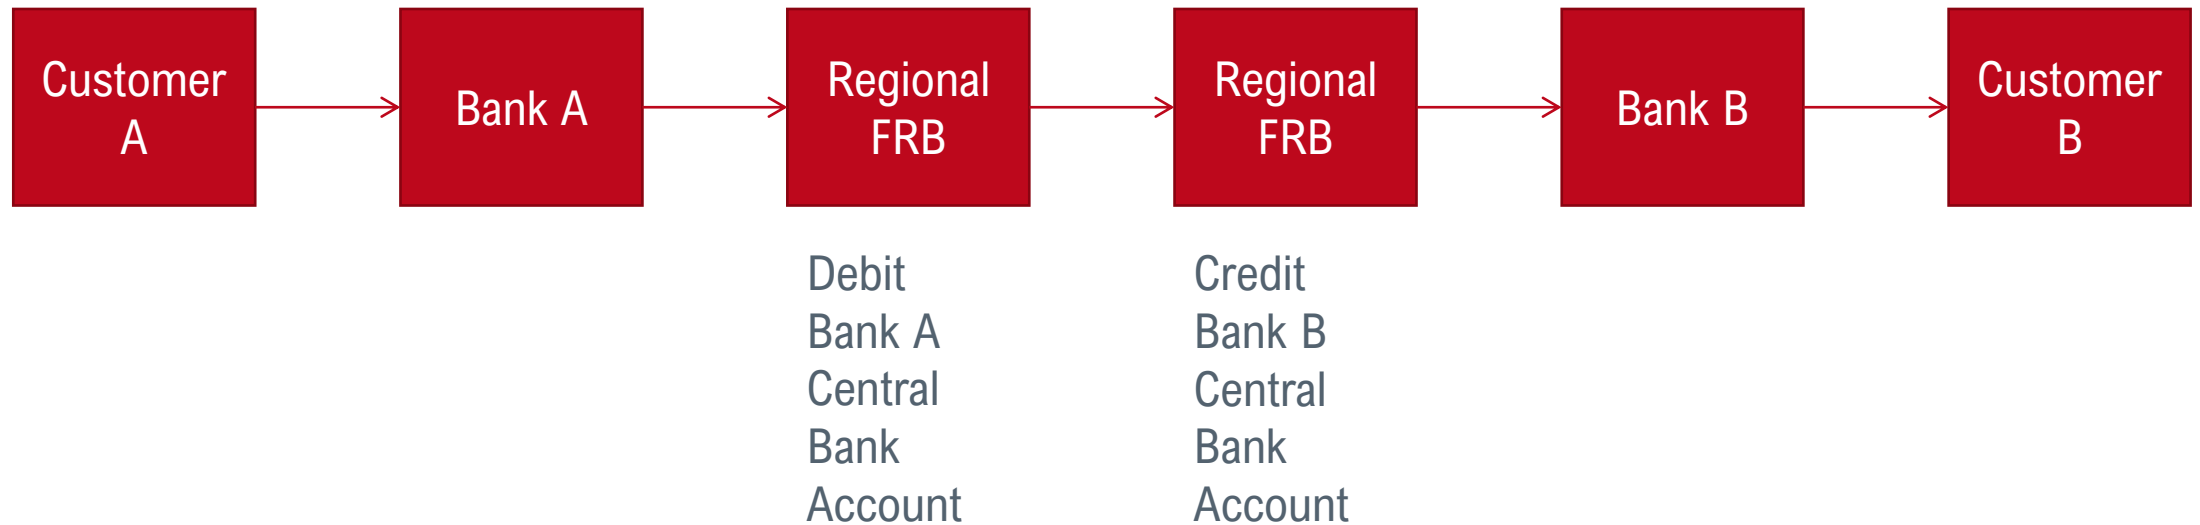 Customer
A
Bank A
Regional
FRB
Regional
FRB
Bank B
Customer
B
Debit
Bank A
Central
Bank
Account
Credit
Bank B
Central
Bank
Account